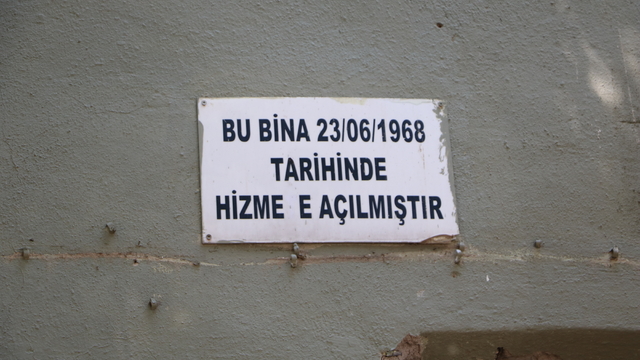 BU BİNA 23/06/1968
TARİHİNDE
HİZME E AÇILMIŞTIR